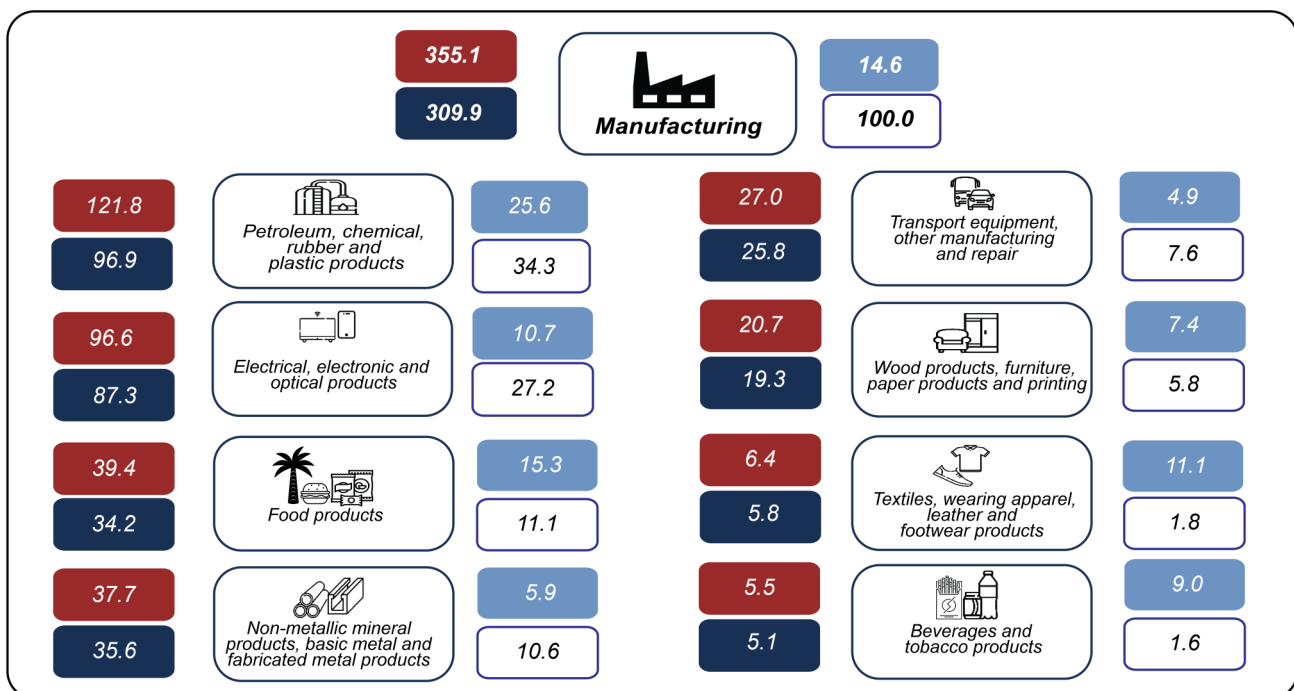 355.1
309.9
Manufacturing
14.6
100.0
121.8
96.9
Petroleum, chemical,
rubber and
plastic products
25.6
34.3
96.6
87.3
Electrical, electronic and
optical products
10.7
27.2
39.4
34.2
Food products
15.3
11.1
37.7
35.6
Non-metallic mineral
products, basic metal and
fabricated metal products
5.9
10.6
27.0
25.8
Transport equipment,
other manufacturing
and repair
4.9
7.6
20.7
19.3
Wood products, furniture,
paper products and printing
7.4
5.8
6.4
5.8
Textiles, wearing apparel,
leather and
footwear products
11.1
1.8
5.5
5.1
Beverages and
tobacco products
9.0
1.6